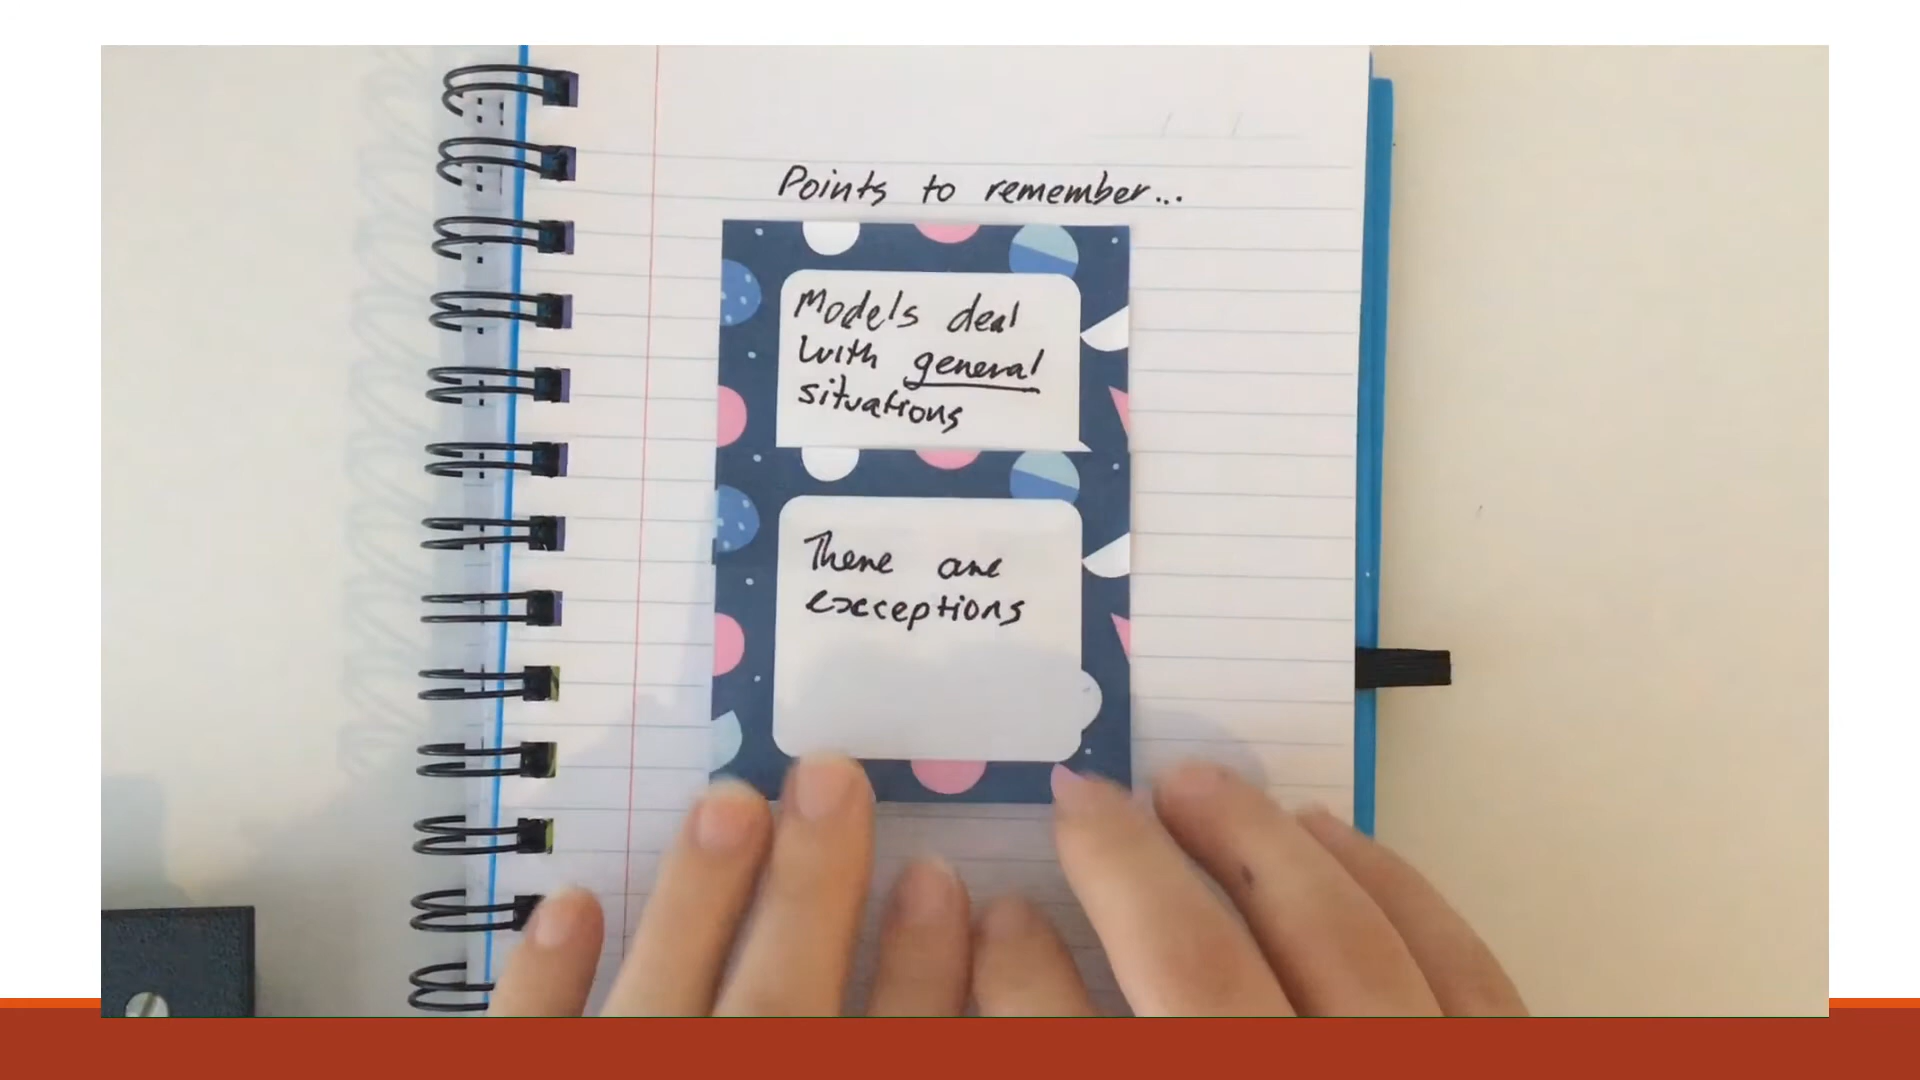 Points to remember...
Models deal
with general
situations
There are
exceptions